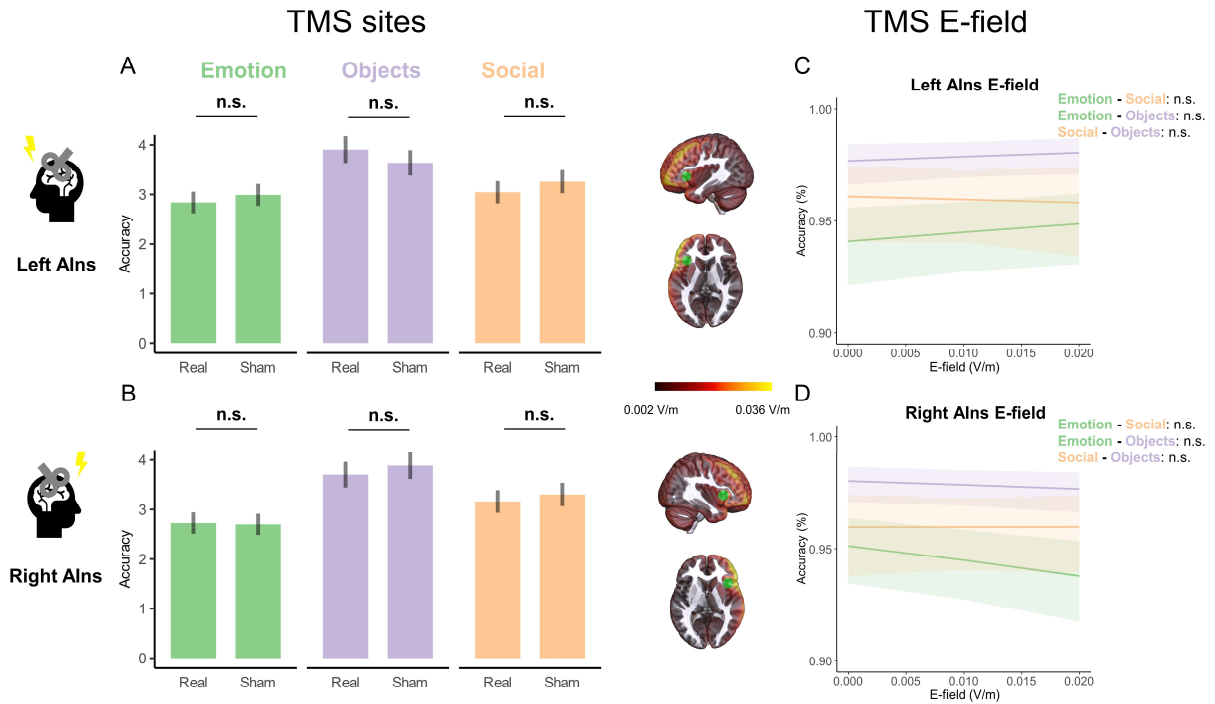 TMS sites
TMS E-field
A
Emotion
Objects
Social
n.s.
n.s.
n.s.
Left AIns
Accuracy
4
3
2
1
0
Real
Sham
Real
Sham
Real
Sham
C
Left AIns E-field
Emotion - Social: n.s.
Emotion - Objects: n.s.
Social - Objects: n.s.
Accuracy (%)
1.00
0.95
0.90
0.000
0.005
0.010
0.015
0.020
E-field (V/m)
0.002 V/m
0.036 V/m
B
n.s.
n.s.
n.s.
Right AIns
Accuracy
4
3
2
1
0
Real
Sham
Real
Sham
Real
Sham
D
Right AIns E-field
Emotion - Social: n.s.
Emotion - Objects: n.s.
Social - Objects: n.s.
Accuracy (%)
1.00
0.95
0.90
0.000
0.005
0.010
0.015
0.020
E-field (V/m)